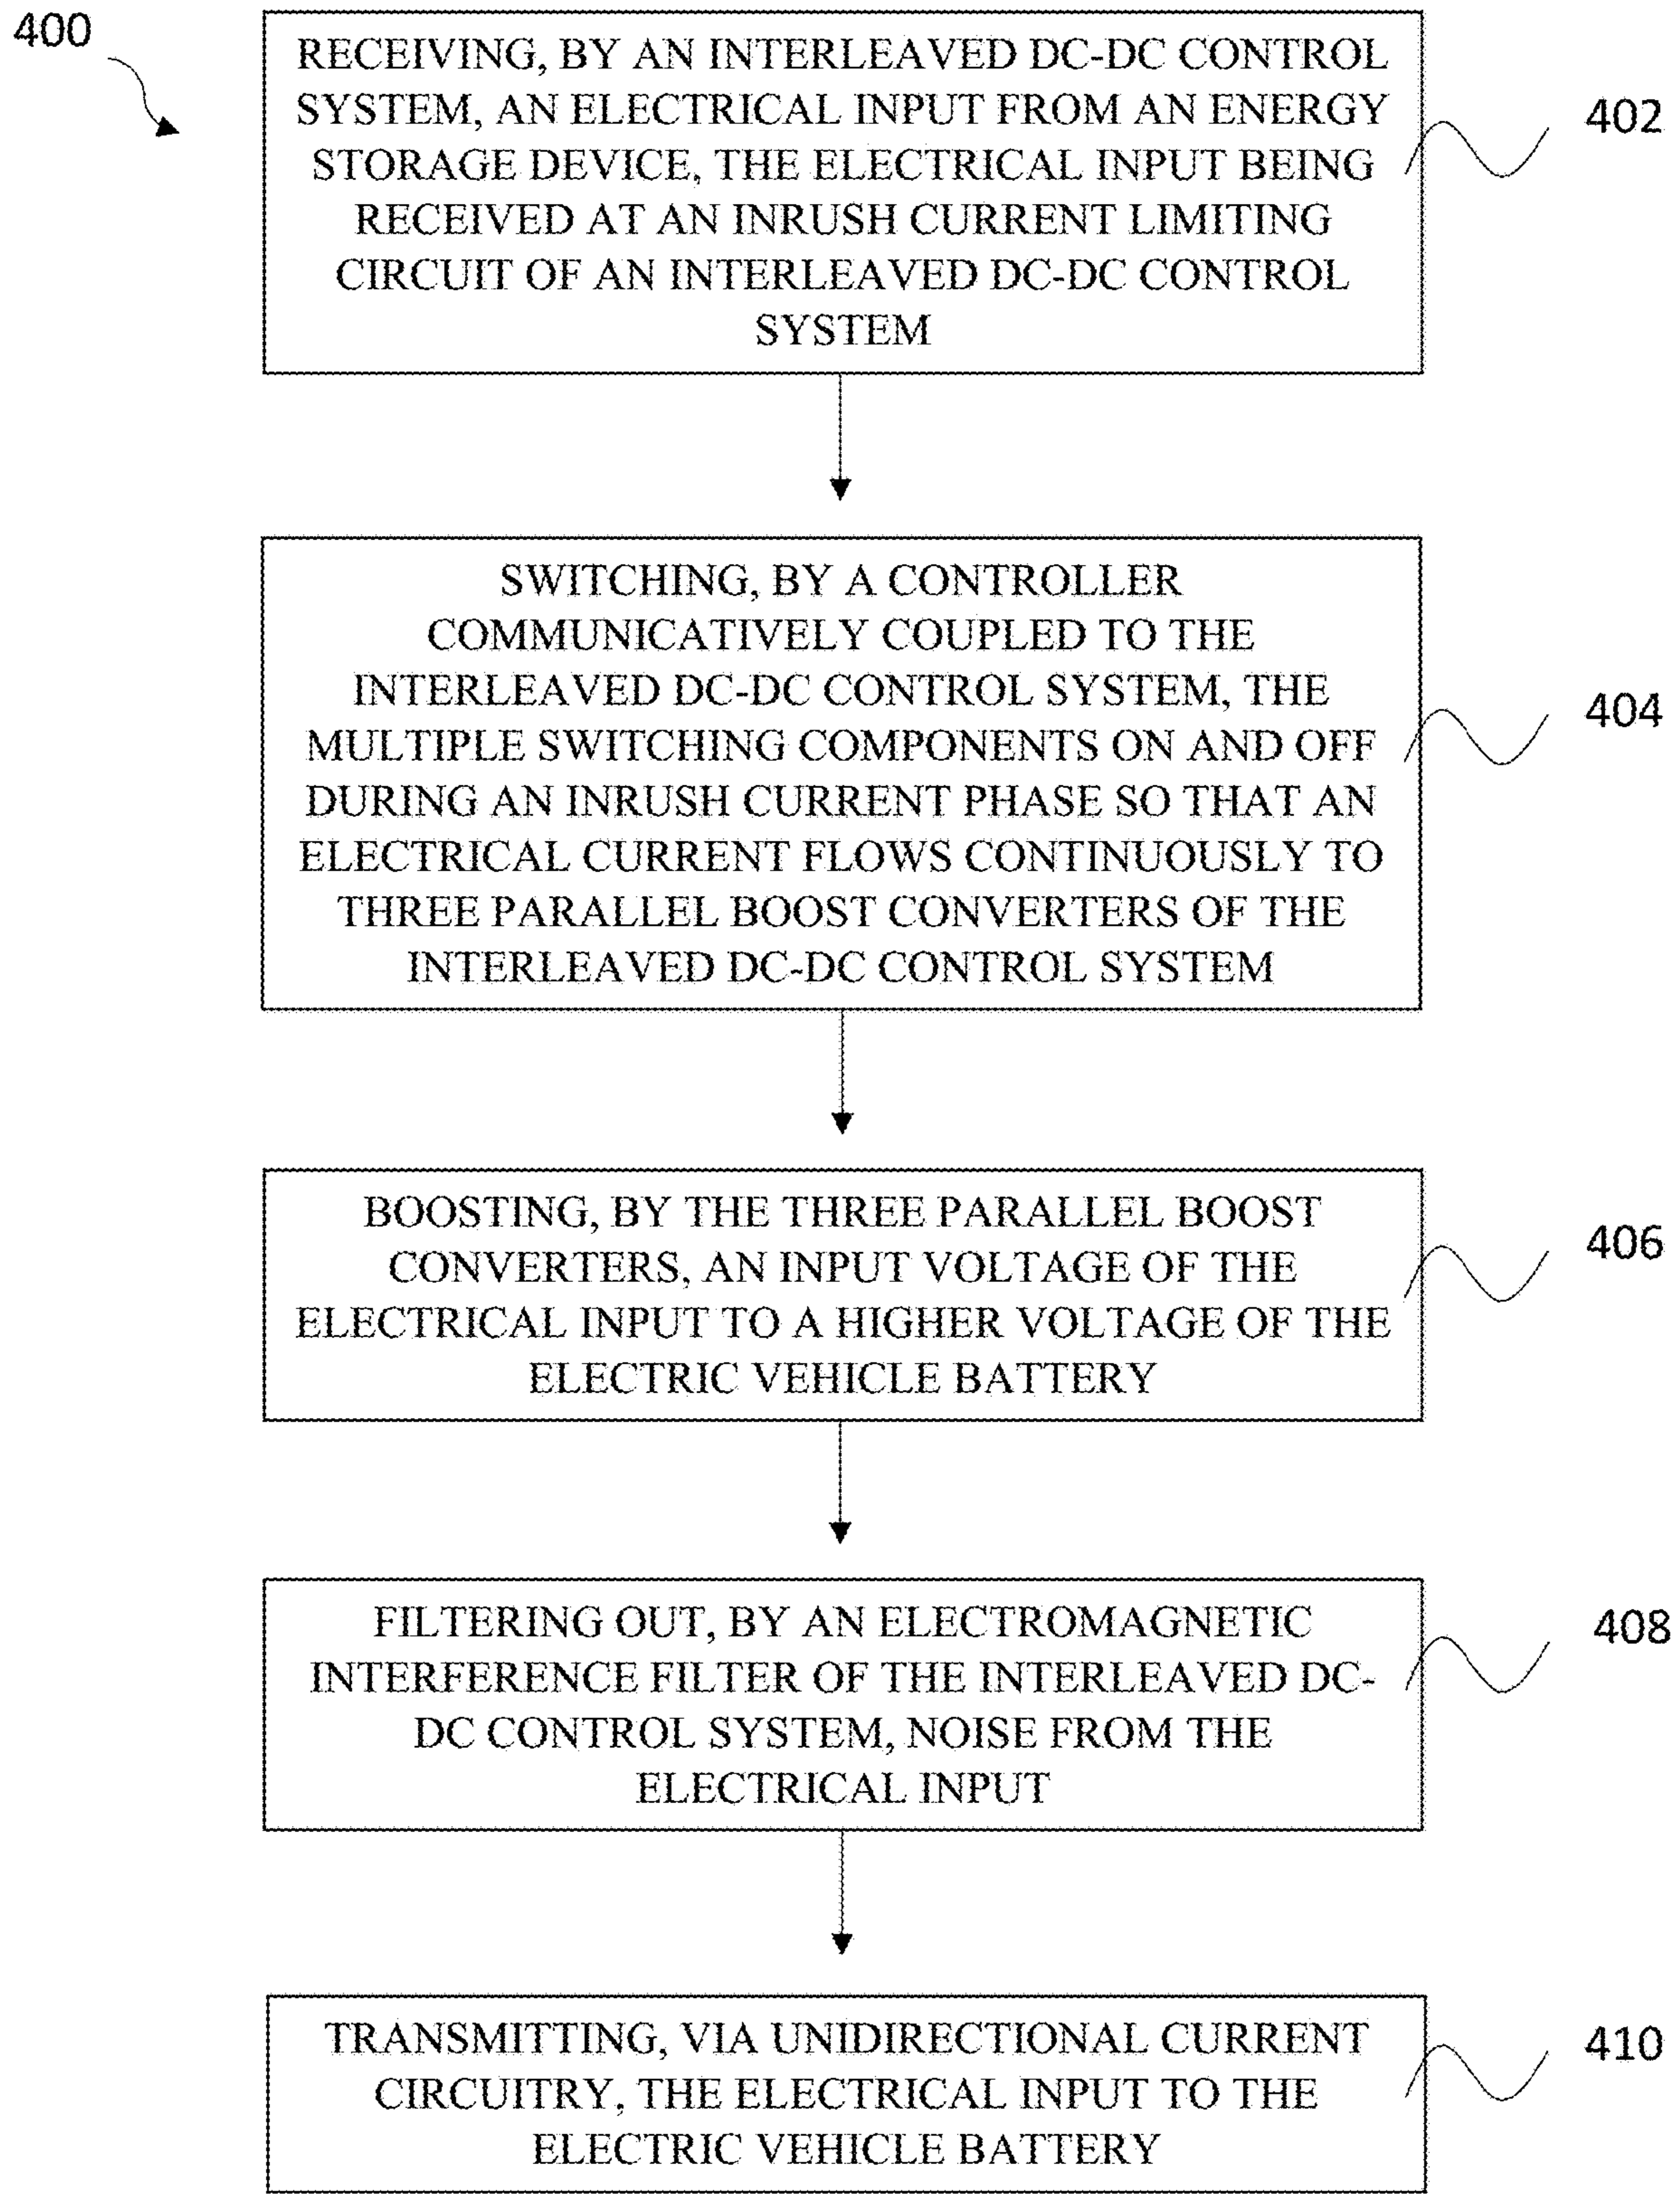 400
RECEIVING, BY AN INTERLEAVED DC-DC CONTROL
SYSTEM, AN ELECTRICAL INPUT FROM AN ENERGY
STORAGE DEVICE, THE ELECTRICAL INPUT BEING
RECEIVED AT AN INRUSH CURRENT LIMITING
CIRCUIT OF AN INTERLEAVED DC-DC CONTROL
SYSTEM
402
SWITCHING, BY A CONTROLLER
COMMUNICATIVELY COUPLED TO THE
INTERLEAVED DC-DC CONTROL SYSTEM, THE
MULTIPLE SWITCHING COMPONENTS ON AND OFF
DURING AN INRUSH CURRENT PHASE SO THAT AN
ELECTRICAL CURRENT FLOWS CONTINUOUSLY TO
THREE PARALLEL BOOST CONVERTERS OF THE
INTERLEAVED DC-DC CONTROL SYSTEM
404
BOOSTING, BY THE THREE PARALLEL BOOST
CONVERTERS, AN INPUT VOLTAGE OF THE
ELECTRICAL INPUT TO A HIGHER VOLTAGE OF THE
ELECTRIC VEHICLE BATTERY
406
FILTERING OUT, BY AN ELECTROMAGNETIC
INTERFERENCE FILTER OF THE INTERLEAVED DC-
DC CONTROL SYSTEM, NOISE FROM THE
ELECTRICAL INPUT
408
TRANSMITTING, VIA UNIDIRECTIONAL CURRENT
CIRCUITRY, THE ELECTRICAL INPUT TO THE
ELECTRIC VEHICLE BATTERY
410